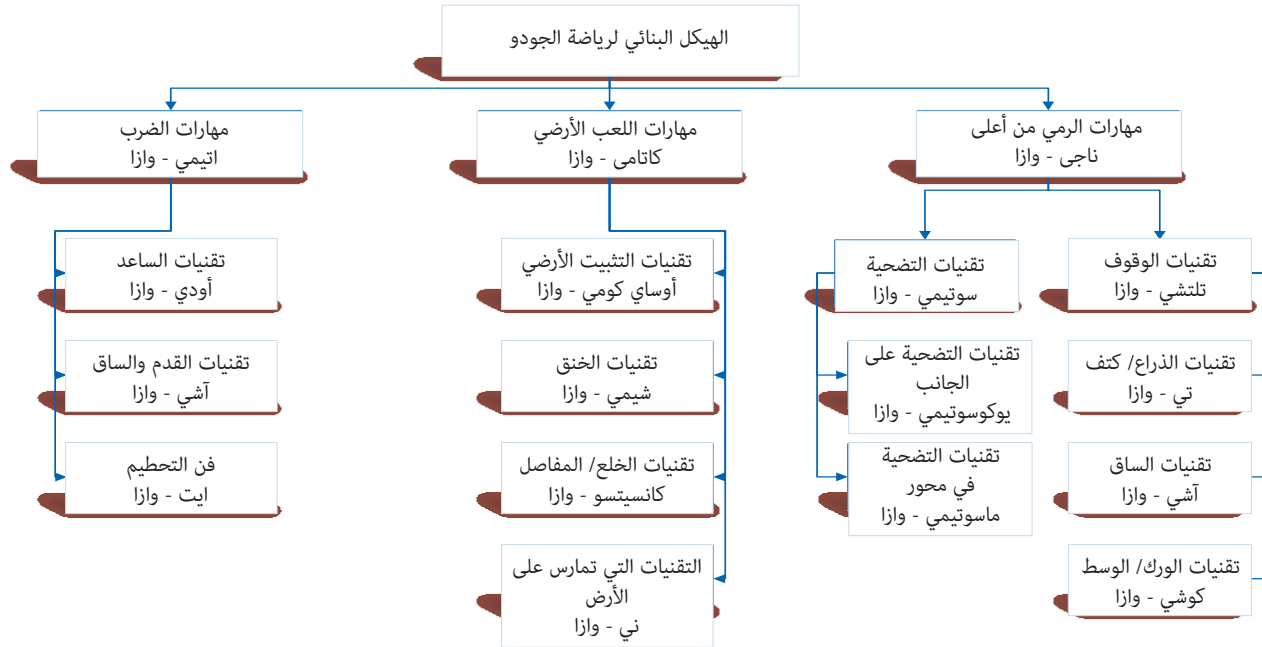 الهيكل البنائي لرياضة الجودو
مهارات الرمي من أعلى
ناجى - وازا
مهارات اللعب الأرضي
كاتامى - وازا
مهارات الضرب
اتيمي - وازا
تقنيات الوقوف
تلتشي - وازا
تقنيات التضحية
سوتيمي - وازا
تقنيات التثبيت الأرضي
أوساي كومي - وازا
تقنيات الساعد
أودي - وازا
تقنيات الذراع/ كتف
تي - وازا
تقنيات التضحية على
الجانب
يوكوسوتيمي - وازا
تقنيات الخنق
شيمي - وازا
تقنيات القدم والساق
آشي - وازا
تقنيات الساق
آشي - وازا
تقنيات التضحية
في محور
ماسوتيمي - وازا
تقنيات الخلع/ المفاصل
كانسيتسو - وازا
فن التحطيم
ايت - وازا
تقنيات الورك/ الوسط
كوشي - وازا
التقنيات التي تمارس على
الأرض
ني - وازا